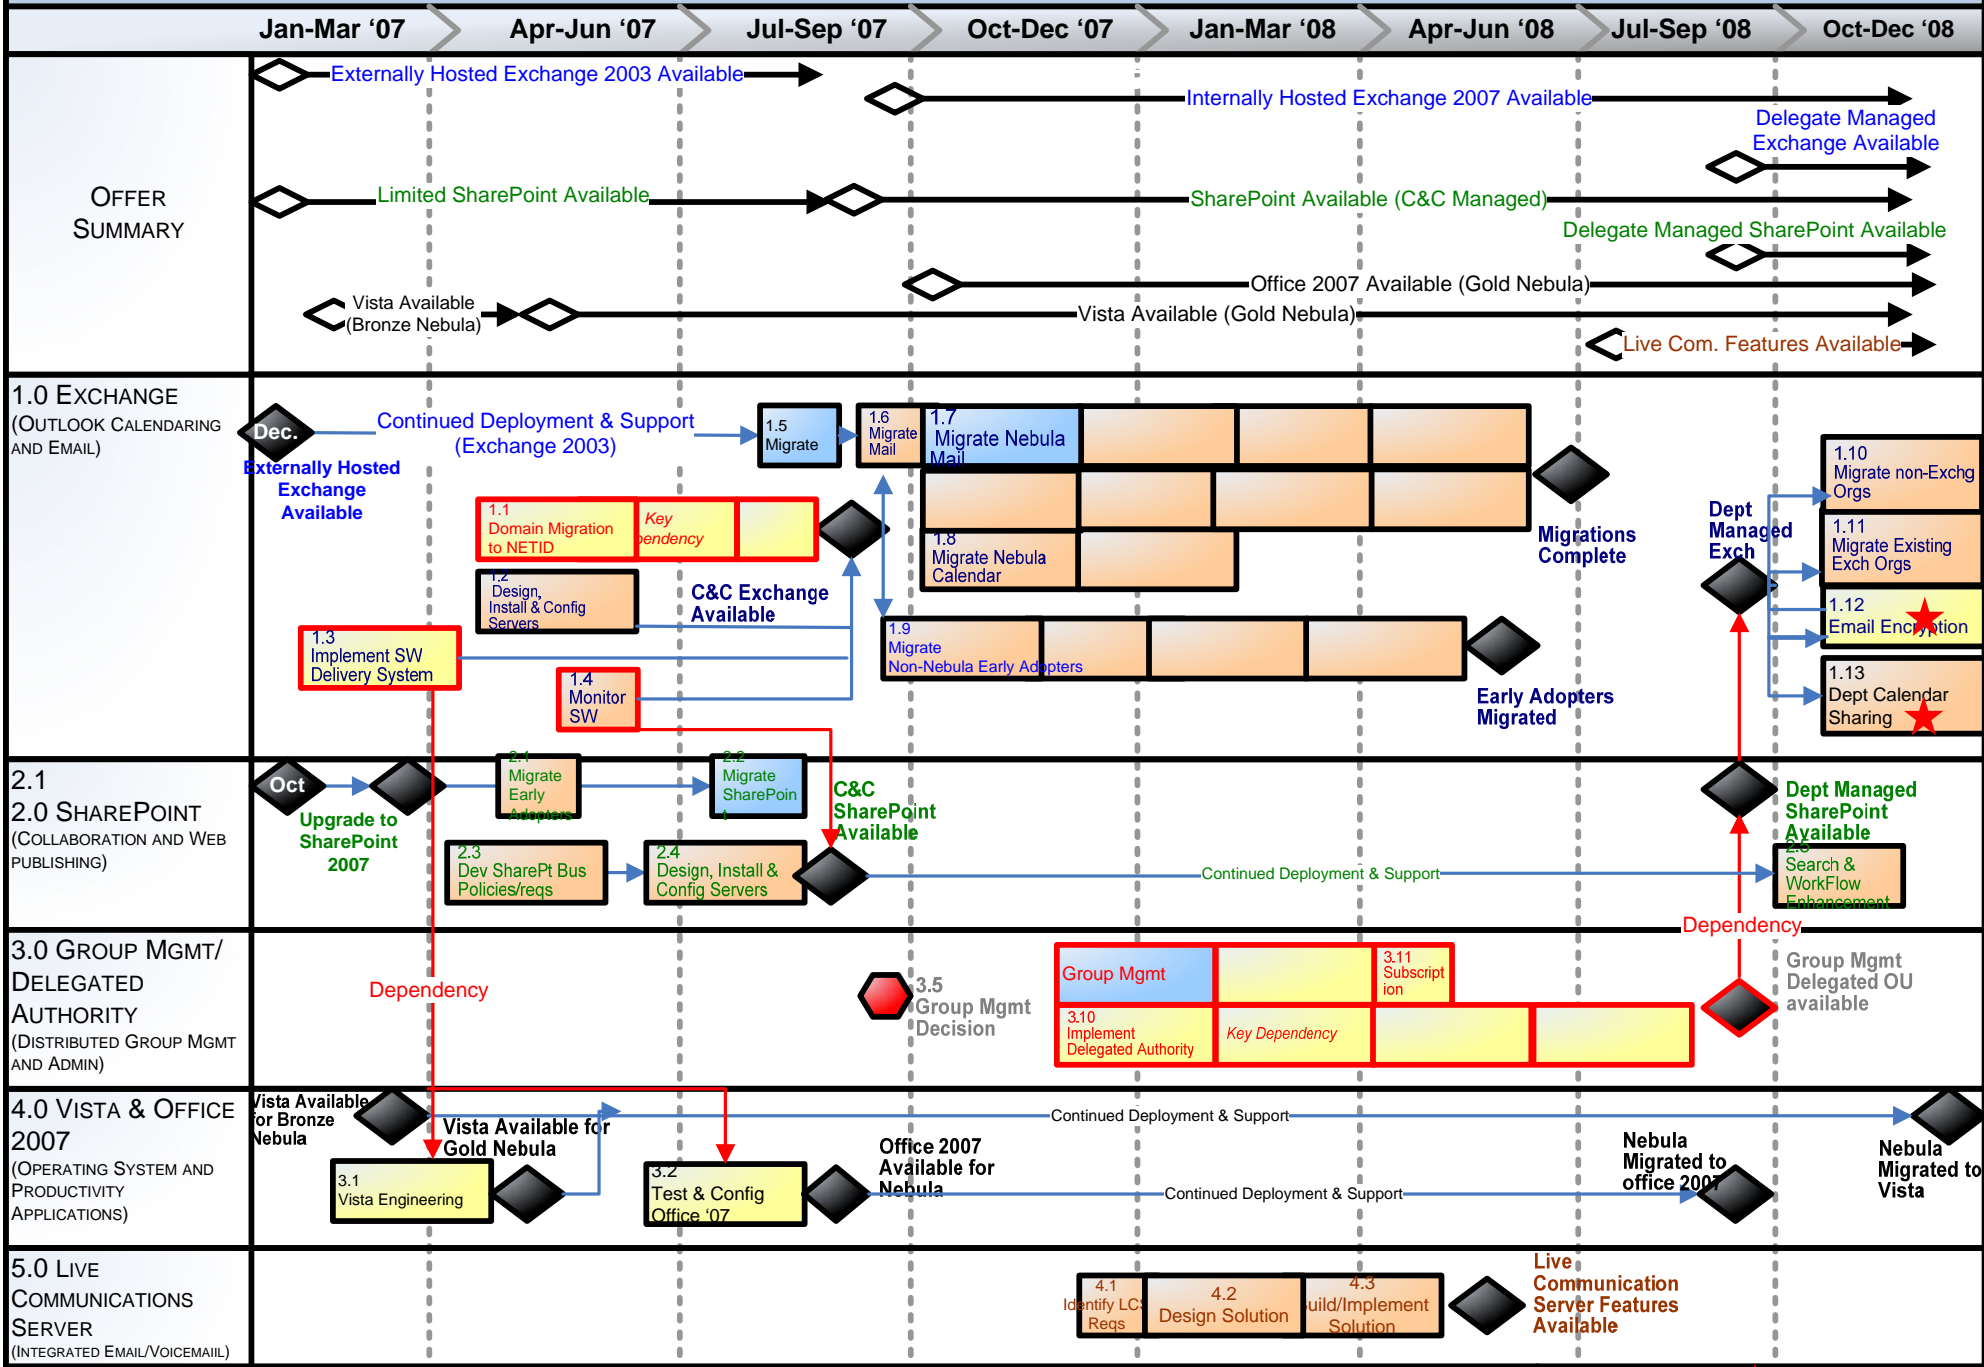 Jan-Mar ‘07
Apr-Jun ‘07
Jul-Sep ‘07
Oct-Dec ‘07
Jan-Mar ‘08
Apr-Jun ‘08
Jul-Sep ‘08
Oct-Dec ‘08
OFFER
SUMMARY
Externally Hosted Exchange 2003 Available
Internally Hosted Exchange 2007 Available
Delegate Managed
Exchange Available
Limited SharePoint Available
SharePoint Available (C&C Managed)
Delegate Managed SharePoint Available
Office 2007 Available (Gold Nebula)
Vista Available
(Bronze Nebula)
Vista Available (Gold Nebula)
Live Com. Features Available
1.0 EXCHANGE
(OUTLOOK CALENDARING
AND EMAIL)
Dec.
Externally Hosted
Exchange
Available
Continued Deployment & Support
(Exchange 2003)
1.5
Migrate
1.6
Migrate
Mail
1.7
Migrate Nebula
Mail
1.1
Domain Migration
to NETID
Key
pendency
1.2
Design,
Install & Config
Servers
C&C Exchange
Available
1.8
Migrate Nebula
Calendar
Migrations
Complete
1.3
Implement SW
Delivery System
1.4
Monitor
SW
1.9
Migrate
Non-Nebula Early Adopters
Early Adopters
Migrated
Dept
Managed
Exch
1.10
Migrate non-Exchg
Orgs
1.11
Migrate Existing
Exch Orgs
1.12
Email Encryption
1.13
Dept Calendar
Sharing
2.1
2.0 SHAREPOINT
(COLLABORATION AND WEB
PUBLISHING)
Oct
Upgrade to
SharePoint
2007
2.1
Migrate
Early
Adopters
2.2
Migrate
SharePoin
t
C&C
SharePoint
Available
2.3
Dev SharePt Bus
Policies/reqs
2.4
Design, Install &
Config Servers
Continued Deployment & Support
Dept Managed
SharePoint
Available
2.5
Search &
WorkFlow
Enhancement
Dependency
3.0 GROUP MGMT/
DELEGATED
AUTHORITY
(DISTRIBUTED GROUP MGMT
AND ADMIN)
Dependency
3.5
Group Mgmt
Decision
Group Mgmt
3.11
Subscript
ion
3.10
Implement
Delegated Authority
Key Dependency
Group Mgmt
Delegated OU
available
4.0 VISTA & OFFICE
2007
(OPERATING SYSTEM AND
PRODUCTIVITY
APPLICATIONS)
Vista Available
for Bronze
Nebula
Vista Available for
Gold Nebula
Continued Deployment & Support
3.1
Vista Engineering
3.2
Test & Config
Office ‘07
Office 2007
Available for
Nebula
Continued Deployment & Support
Nebula
Migrated to
office 2007
Nebula
Migrated to
Vista
5.0 LIVE
COMMUNICATIONS
SERVER
(INTEGRATED EMAIL/VOICEMAIL)
4.1
Identify LCS
Reqs
4.2
Design Solution
4.3
uild/Implement
Solution
Live
Communication
Server Features
Available